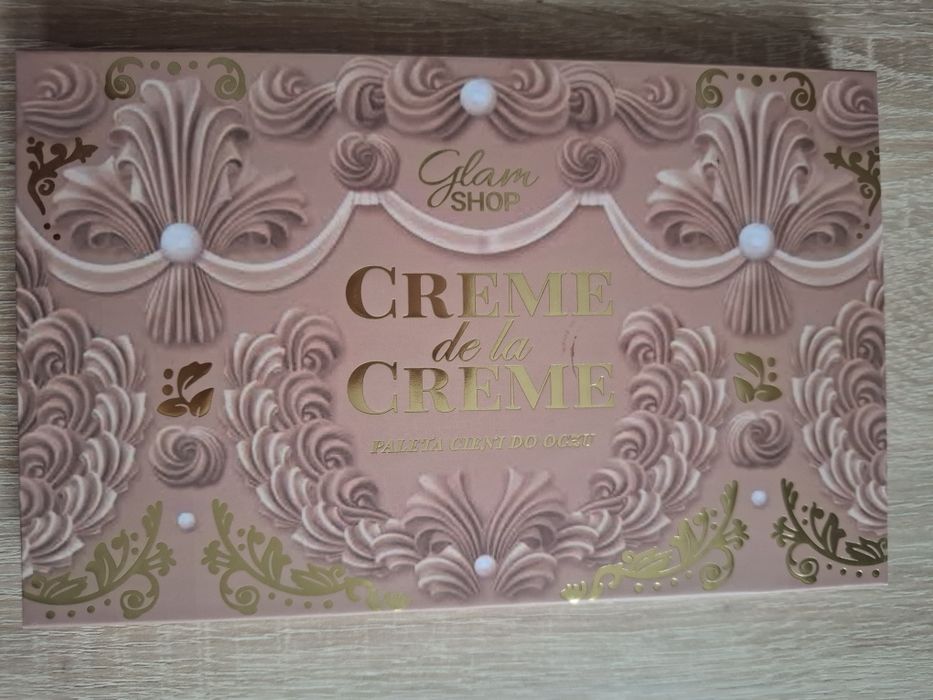 Glam
SHOP
CREME
de la
CREME
PALETA CIENI DO OCZU